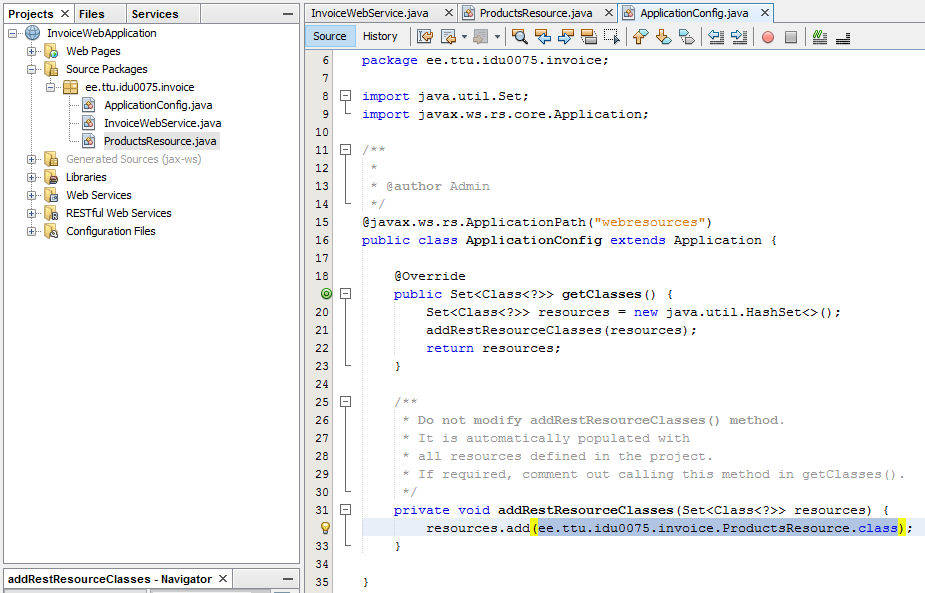 Projects
Files
Services
InvoiceWebApplication
Web Pages
Source Packages
ee.ttu.idu0075.invoice
ApplicationConfig.java
InvoiceWebService.java
ProductsResource.java
Generated Sources (jax-ws)
Libraries
Web Services
RESTful Web Services
Configuration Files
addRestResourceClasses - Navigator
InvoiceWebService.java
ProductsResource.java
ApplicationConfig.java
Source
History
6 package ee.ttu.idu0075.invoice;
7
8 import java.util.Set;
9 import javax.ws.rs.core.Application;
10
11 /**
12 *
13 * @author Admin
14 */
15 @javax.ws.rs.ApplicationPath("webresources")
16 public class ApplicationConfig extends Application {
17
18 @Override
public Set<Class<?>> getClasses() {
20 Set<Class<?>> resources = new java.util.HashSet<>();
21 addRestResourceClasses(resources);
22 return resources;
23 }
24
25 /**
26 * Do not modify addRestResourceClasses() method.
27 * It is automatically populated with
28 * all resources defined in the project.
29 * If required, comment out calling this method in getClasses().
30 */
31 private void addRestResourceClasses(Set<Class<?>> resources) {
resources.add(ee.ttu.idu0075.invoice.ProductsResource.class);
33 }
34
35 }